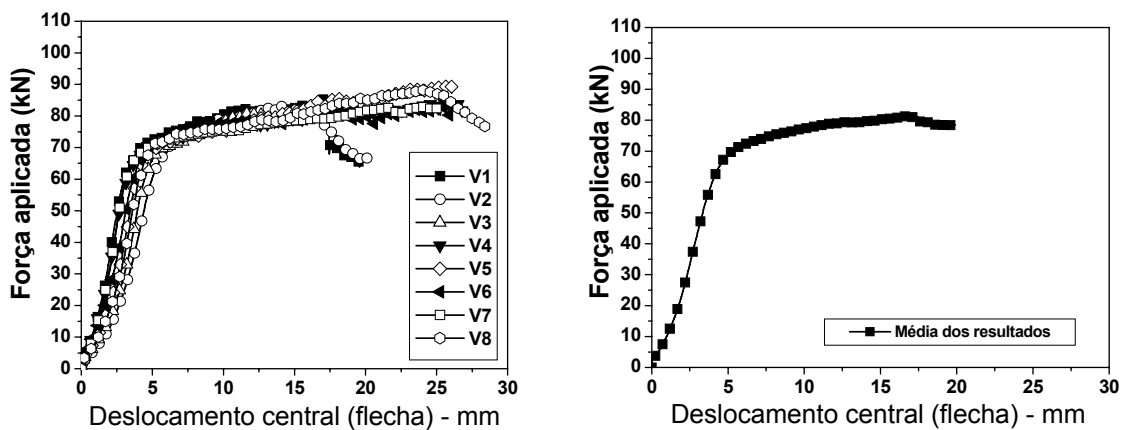 110
100
90
80
70
60
50
40
30
20
10
0
Força aplicada (kN)
0 5 10 15 20 25 30
Deslocamento central (flecha) - mm
V1
V2
V3
V4
V5
V6
V7
V8
110
100
90
80
70
60
50
40
30
20
10
0
Força aplicada (kN)
0 5 10 15 20 25 30
Deslocamento central (flecha) - mm
Média dos resultados